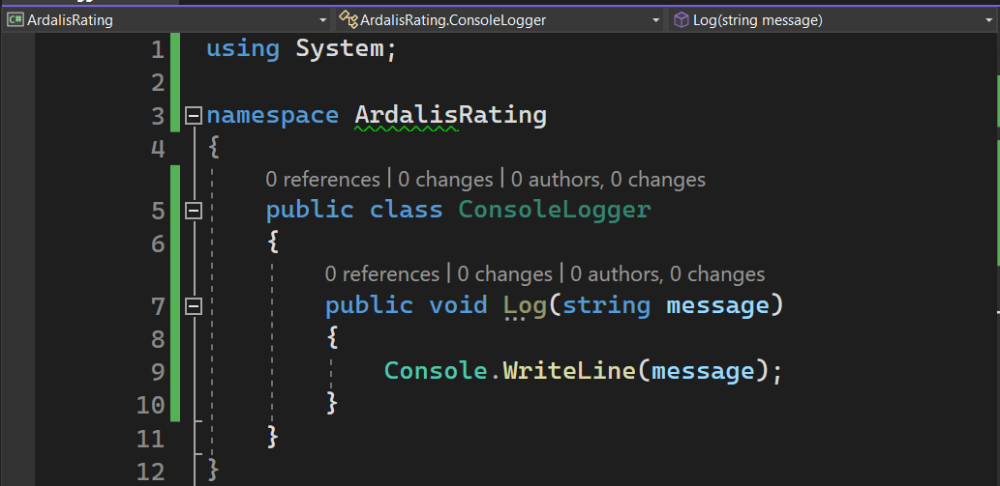 ArdalisRating ArdalisRating.ConsoleLogger Log(string message)
1 using System;
2
3 namespace ArdalisRating
4 {
0 references | 0 changes | 0 authors, 0 changes
5 public class ConsoleLogger
6 {
0 references | 0 changes | 0 authors, 0 changes
7 public void Log(string message)
8 {
9 Console.WriteLine(message);
10 }
11 }
12 }